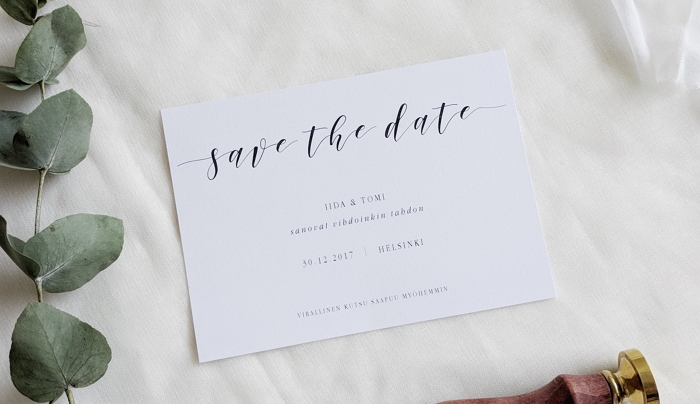 save the date
IIDA & TOMI
sanovat vihdoinkin tahdon
30.12.2017 | HELSINKI
VIRALLINEN KUTSU SAAPUU MYÖHEMMIN